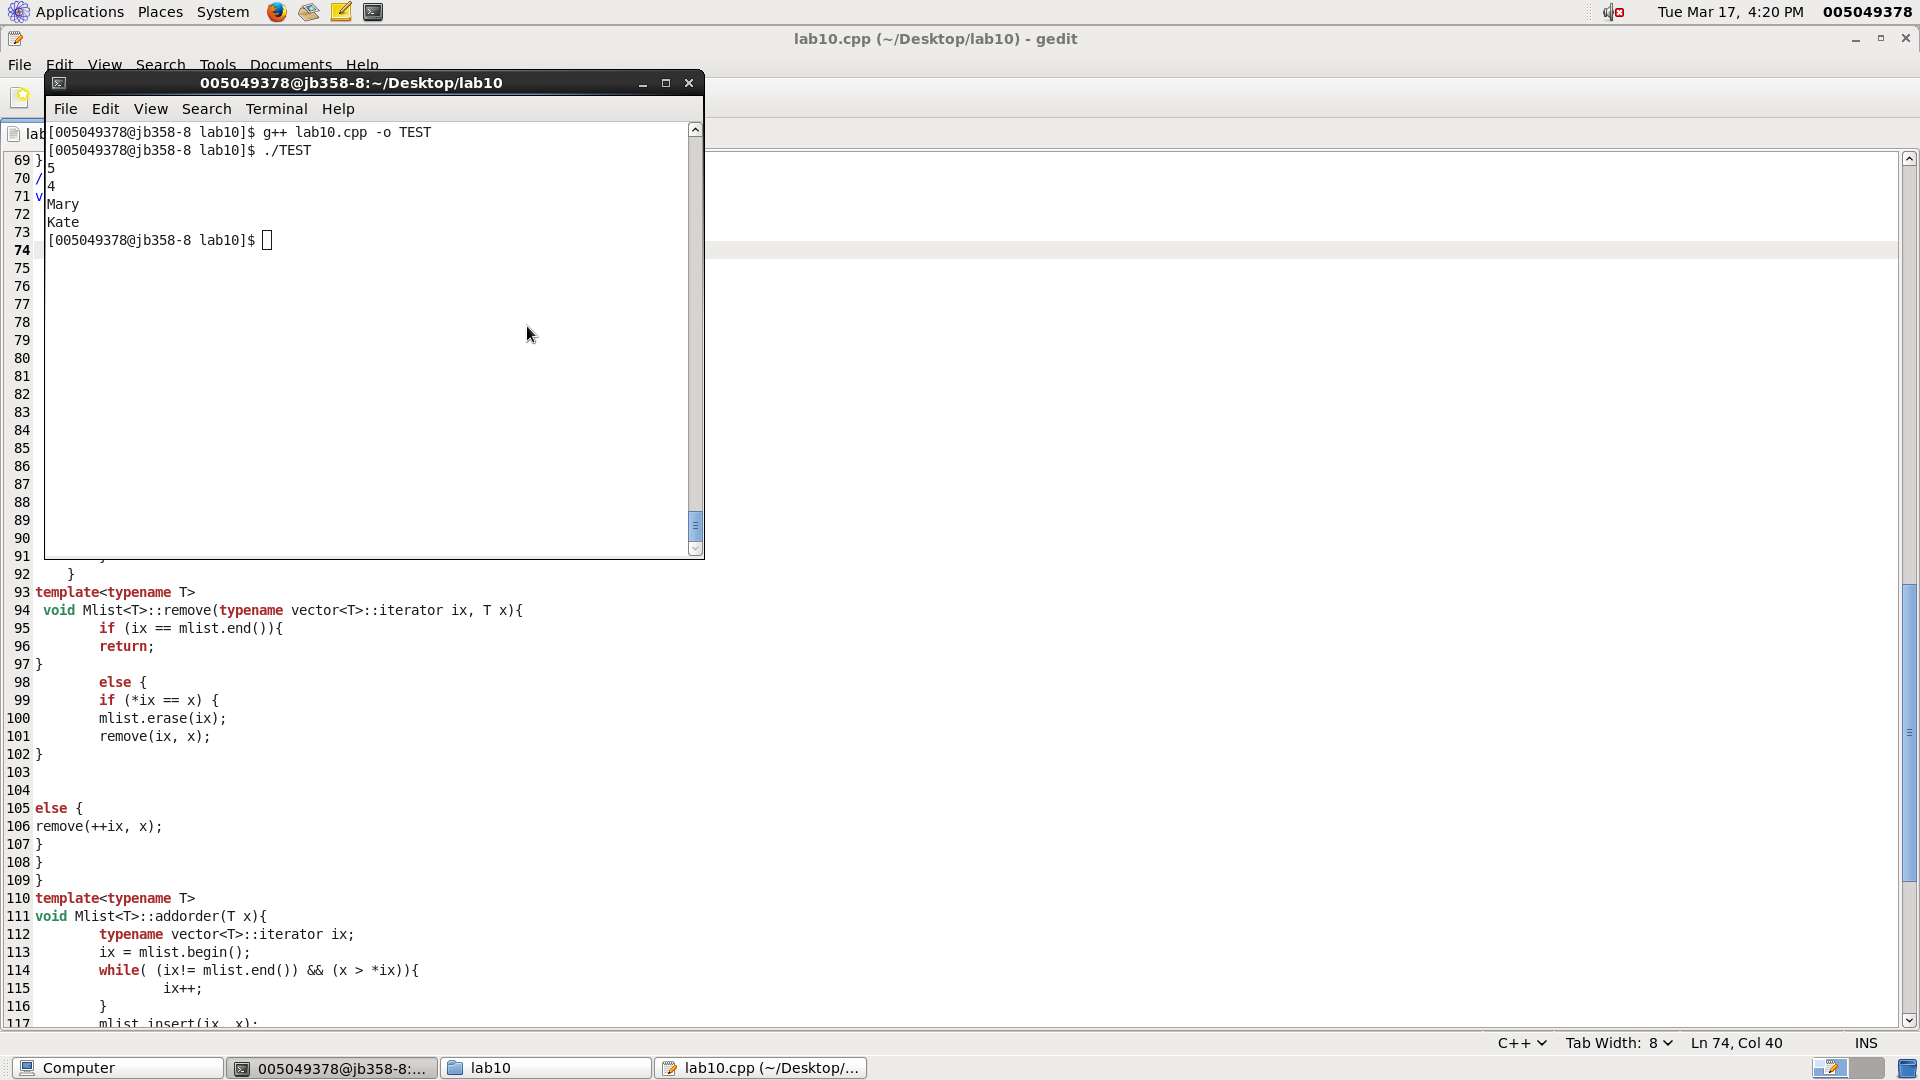 Applications Places System Tue Mar 17, 4:20 PM 005049378
lab10.cpp (~/Desktop/lab10) - gedit
File Edit View Search Tools Documents Help
005049378@jb358-8:~/Desktop/lab10
File Edit View Search Terminal Help
[005049378@jb358-8 lab10]$ g++ lab10.cpp -o TEST
[005049378@jb358-8 lab10]$ ./TEST
5
4
Mary
Kate
[005049378@jb358-8 lab10]$
lab
69 }
70 /
71 v
72
73
74
75
76
77
78
79
80
81
82
83
84
85
86
87
88
89
90
91
92     }
93 template<typename T>
94  void Mlist<T>::remove(typename vector<T>::iterator ix, T x){
95         if (ix == mlist.end()){
96         return;
97 }
98         else {
99         if (*ix == x) {
100         mlist.erase(ix);
101         remove(ix, x);
102 }
103
104
105 else {
106 remove(++ix, x);
107 }
108 }
109 }
110 template<typename T>
111 void Mlist<T>::addorder(T x){
112         typename vector<T>::iterator ix;
113         ix = mlist.begin();
114         while( (ix!= mlist.end()) && (x > *ix)){
115                 ix++;
116         }
117         mlist.insert(ix, x);
C++ Tab Width: 8 Ln 74, Col 40 INS
Computer 005049378@jb358-8:... lab10 lab10.cpp (~/Desktop/...